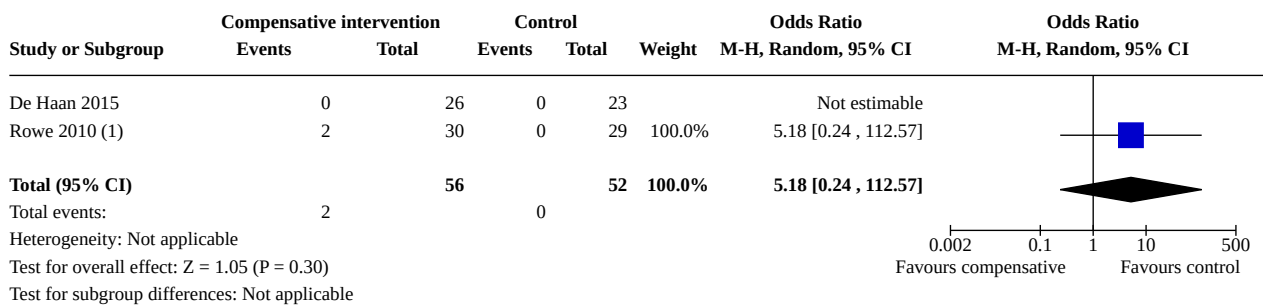 Compensative intervention Control Odds Ratio Odds Ratio
Study or Subgroup Events Total Events Total Weight M-H, Random, 95% CI M-H, Random, 95% CI
De Haan 2015 0 26 0 23 Not estimable
Rowe 2010 (1) 2 30 0 29 100.0% 5.18 [0.24 , 112.57]
Total (95% CI) 56 52 100.0% 5.18 [0.24 , 112.57]
Total events: 2 0
Heterogeneity: Not applicable
0.002 0.1 1 10 500
Test for overall effect: Z = 1.05 (P = 0.30) Favours compensative Favours control
Test for subgroup differences: Not applicable